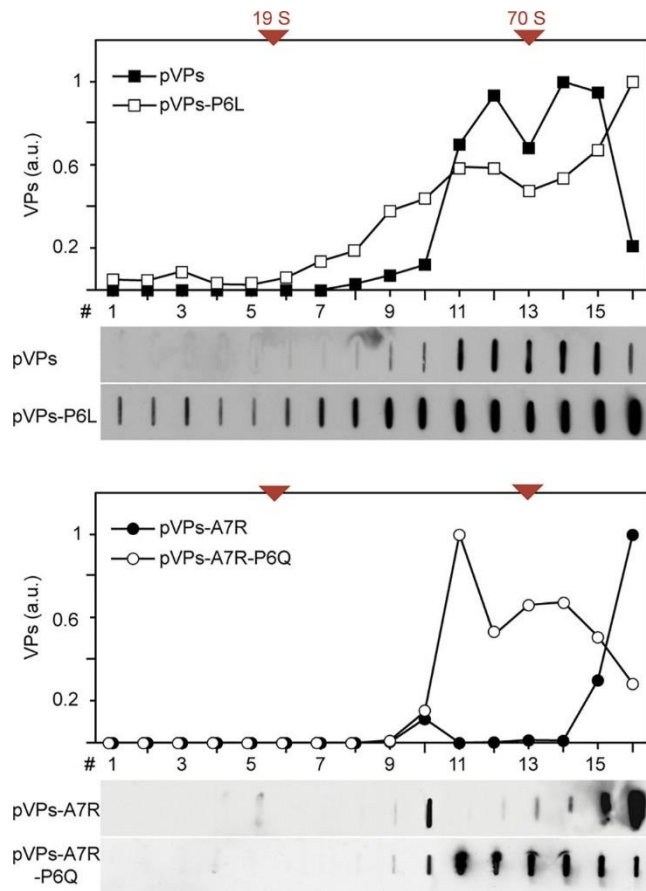 19 S 70 S
1
pVPs
pVPs-P6L
VPs (a.u.)
0.6
0.2
# 1 3 5 7 9 11 13 15
pVPs
pVPs-P6L
1
pVPs-A7R
pVPs-A7R-P6Q
VPs (a.u.)
0.6
0.2
# 1 3 5 7 9 11 13 15
pVPs-A7R
pVPs-A7R
-P6Q